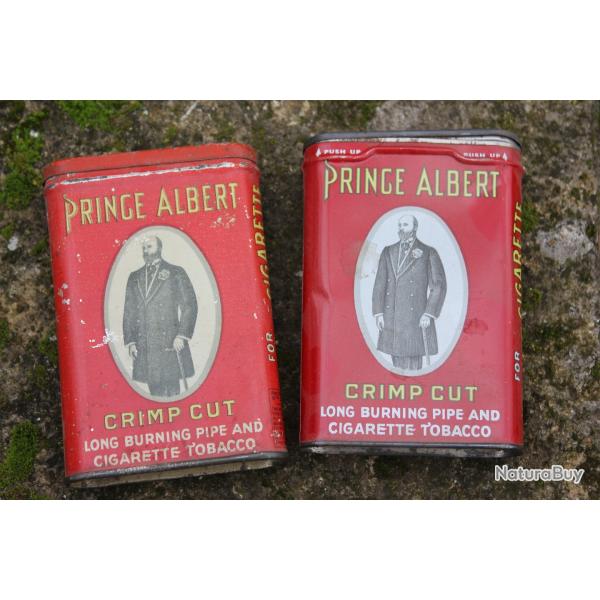 PRINCE ALBERT
CIGARETTE
FOR
CRIMP CUT
LONG BURNING PIPE AND
CIGARETTE TOBACCO
PUSH UP
PUSH UP
PRINCE ALBERT
CIGARETTE
FOR
CRIMP CUT
LONG BURNING PIPE AND
CIGARETTE TOBACCO
NaturaBuy